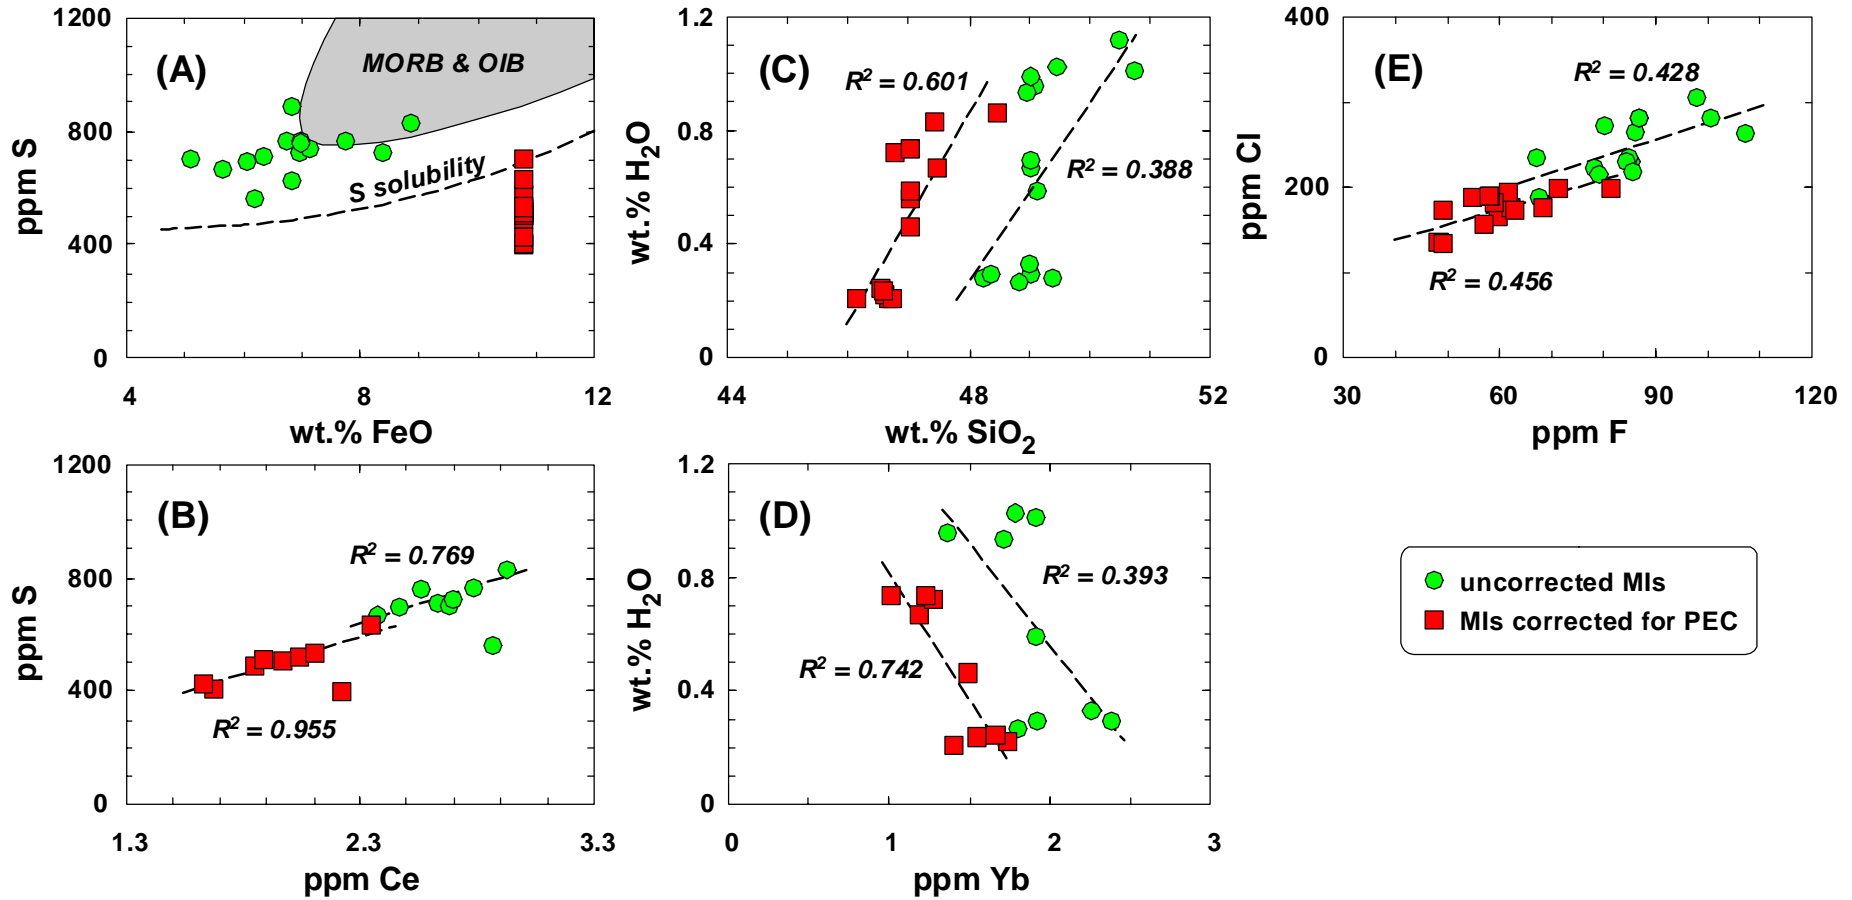 (A)
MORB & OIB
S solubility
1200
800
400
0
ppm S
4
8
12
wt.% FeO
(C)
R² = 0.601
R² = 0.388
1.2
0.8
0.4
0
wt.% H₂O
44
48
52
wt.% SiO₂
(E)
R² = 0.428
R² = 0.456
400
200
0
ppm Cl
30
60
90
120
ppm F
(B)
R² = 0.769
R² = 0.955
1200
800
400
0
ppm S
1.3
2.3
3.3
ppm Ce
(D)
R² = 0.393
R² = 0.742
1.2
0.8
0.4
0
wt.% H₂O
0
1
2
3
ppm Yb
uncorrected MIs
MIs corrected for PEC